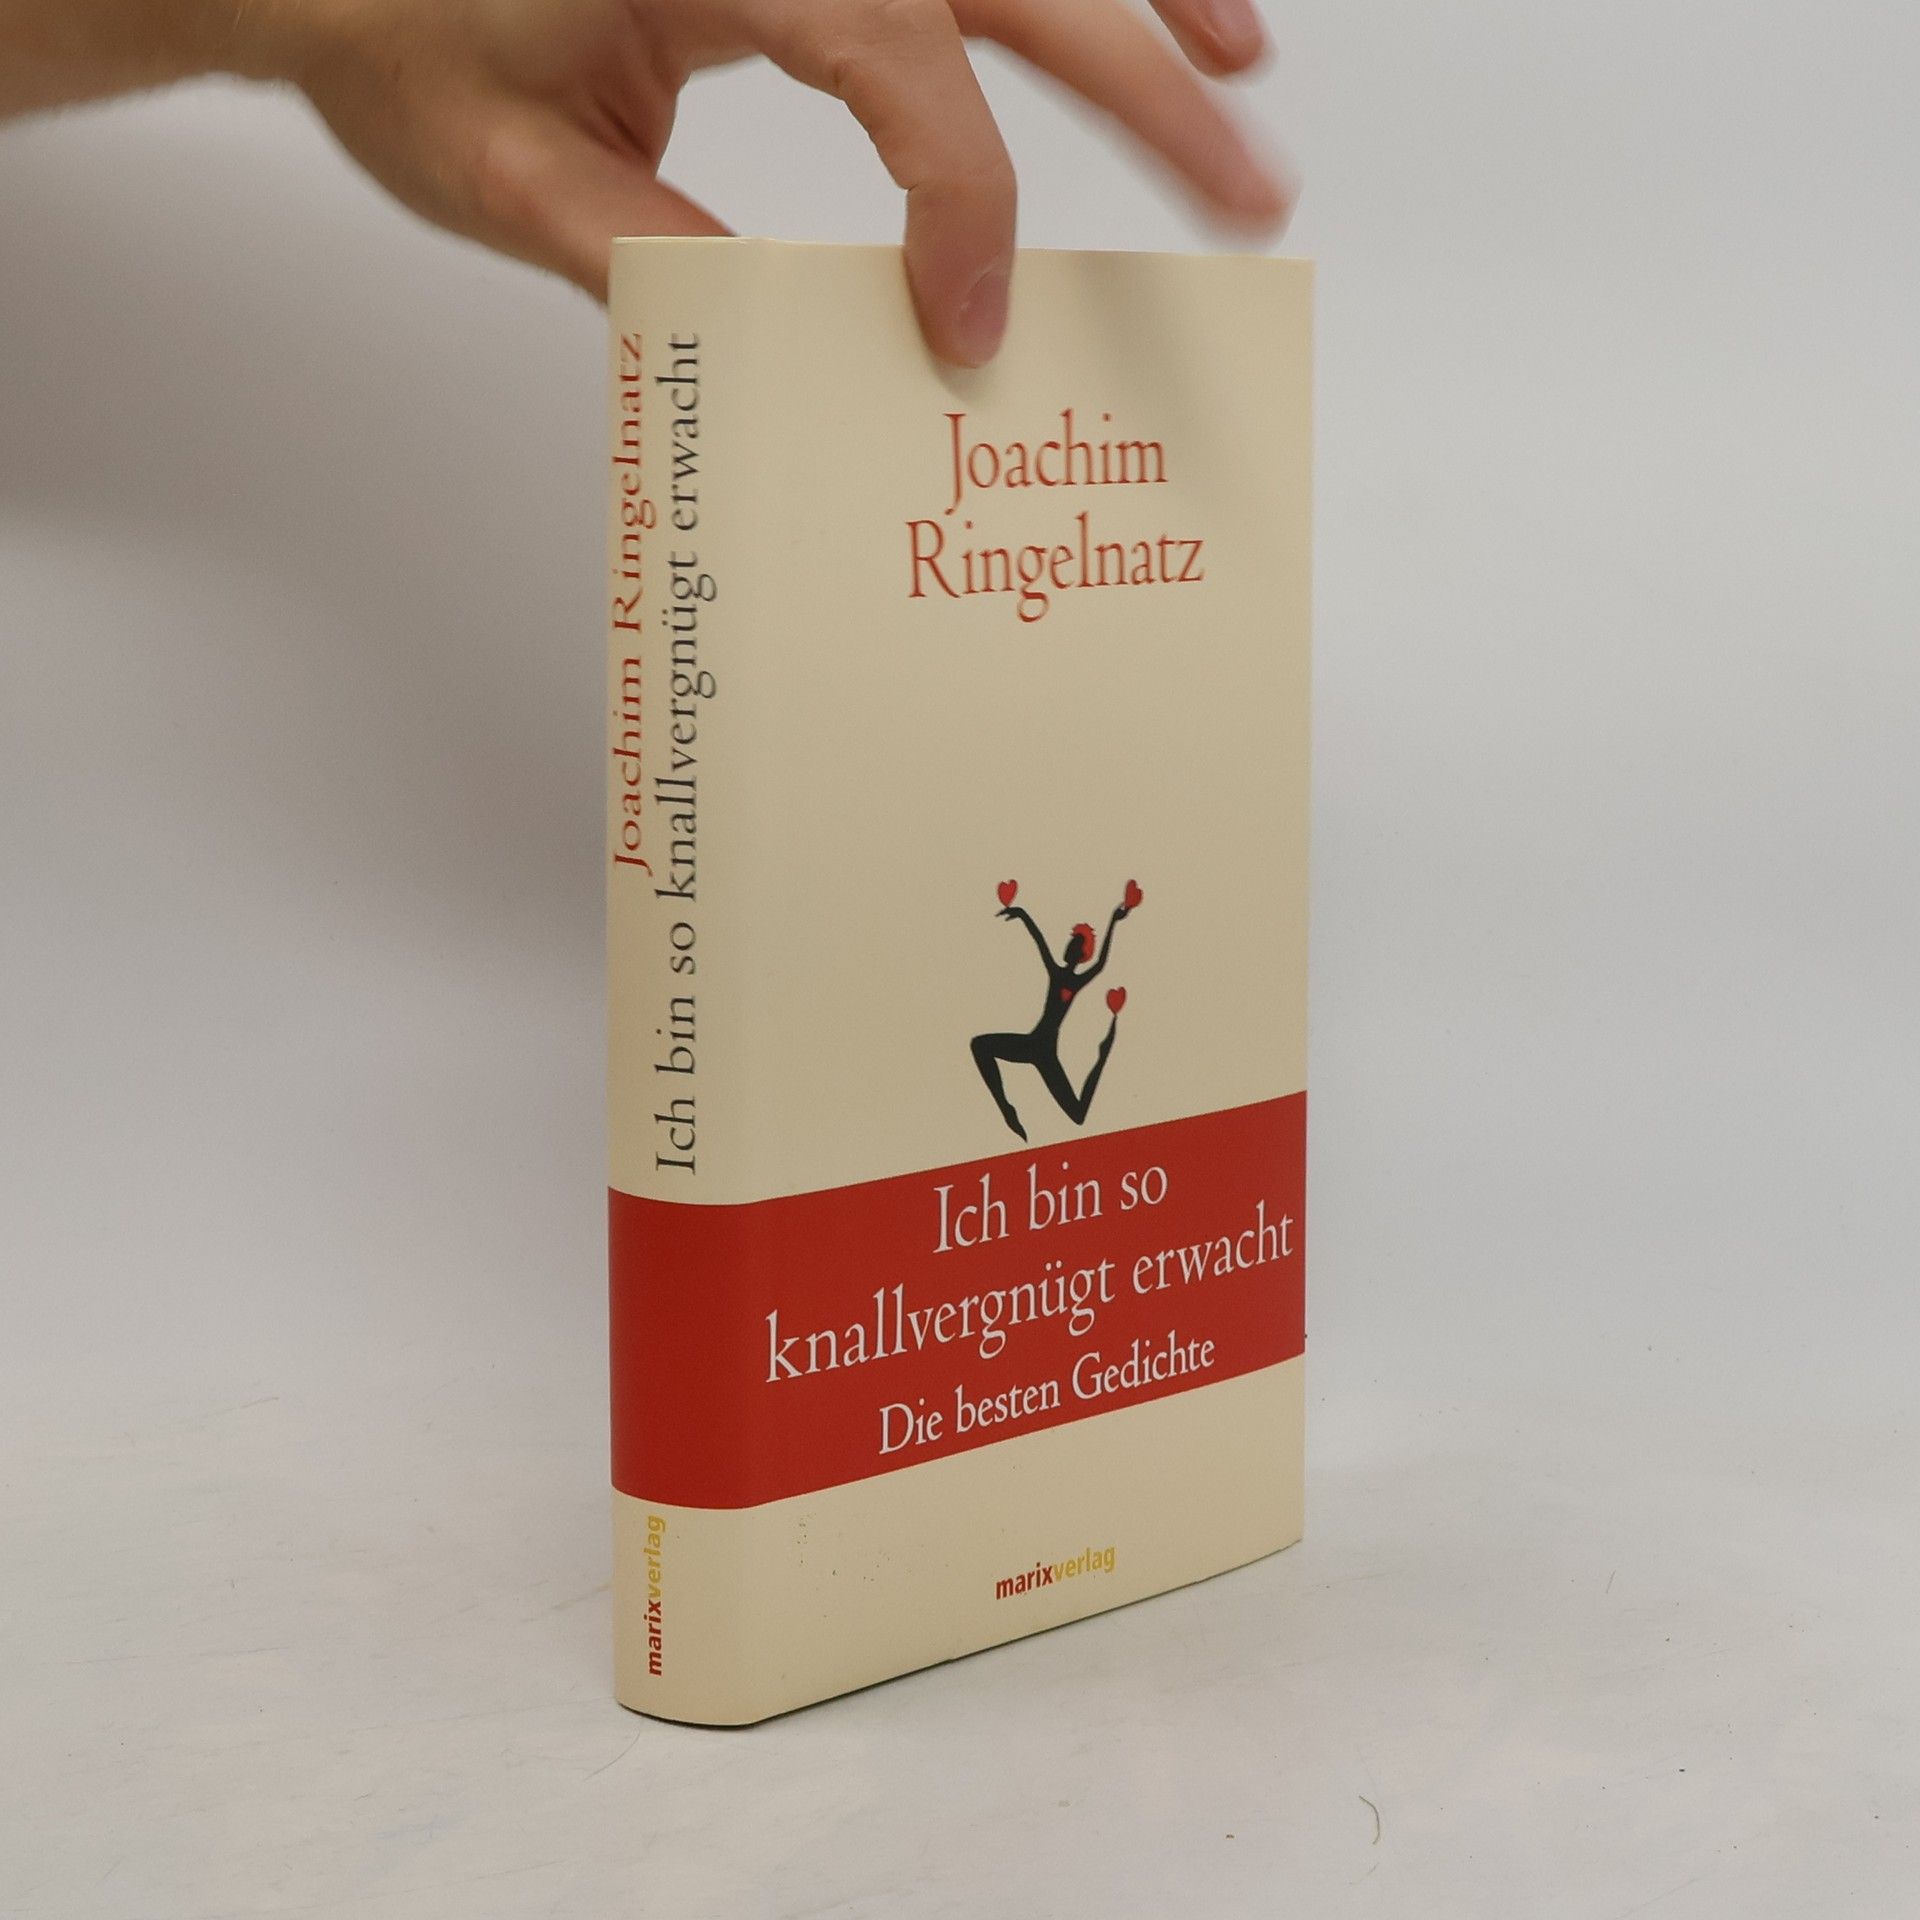 Joachim Ringelnatz
Ich bin so knallvergnügt erwacht
marixverlag
Joachim
Ringelnatz
Ich bin so
knallvergnügt erwacht
Die besten Gedichte
marixverlag